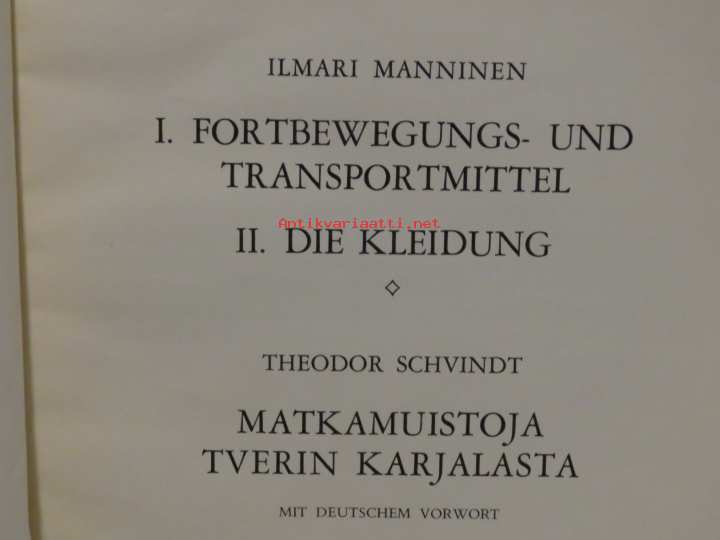 ILMARI MANNINEN
I. FORTBEWEGUNGS- UND
TRANSPORTMITTEL
Antikvariaatti.net
II. DIE KLEIDUNG
THEODOR SCHVINDT
MATKAMUISTOJA
TVERIN KARJALASTA
MIT DEUTSCHEM VORWORT